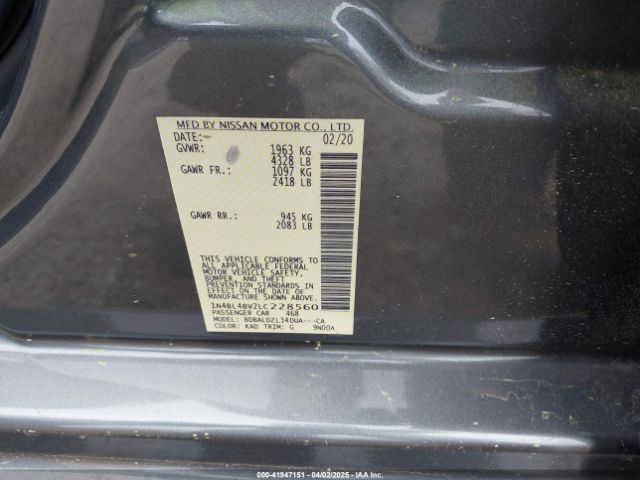 MFD BY NISSAN MOTOR CO., LTD.
DATE: 02/20
GVWR: 1963 KG
4328 LB
GAWR FR.: 1097 KG
2418 LB
GAWR RR.: 945 KG
2083 LB
THIS VEHICLE CONFORMS TO
ALL APPLICABLE FEDERAL
MOTOR VEHICLE SAFETY,
BUMPER, AND THEFT
PREVENTION STANDARDS IN
EFFECT ON THE DATE OF
MANUFACTURE SHOWN ABOVE.
1N4BL4BV2LC228560
PASSENGER CAR 468
MODEL: BDBALDZL34DUA---CA
COLOR: KAD TRIM: G 9N00A
00-41947151 - 04/02/2025 - © IAA Inc.